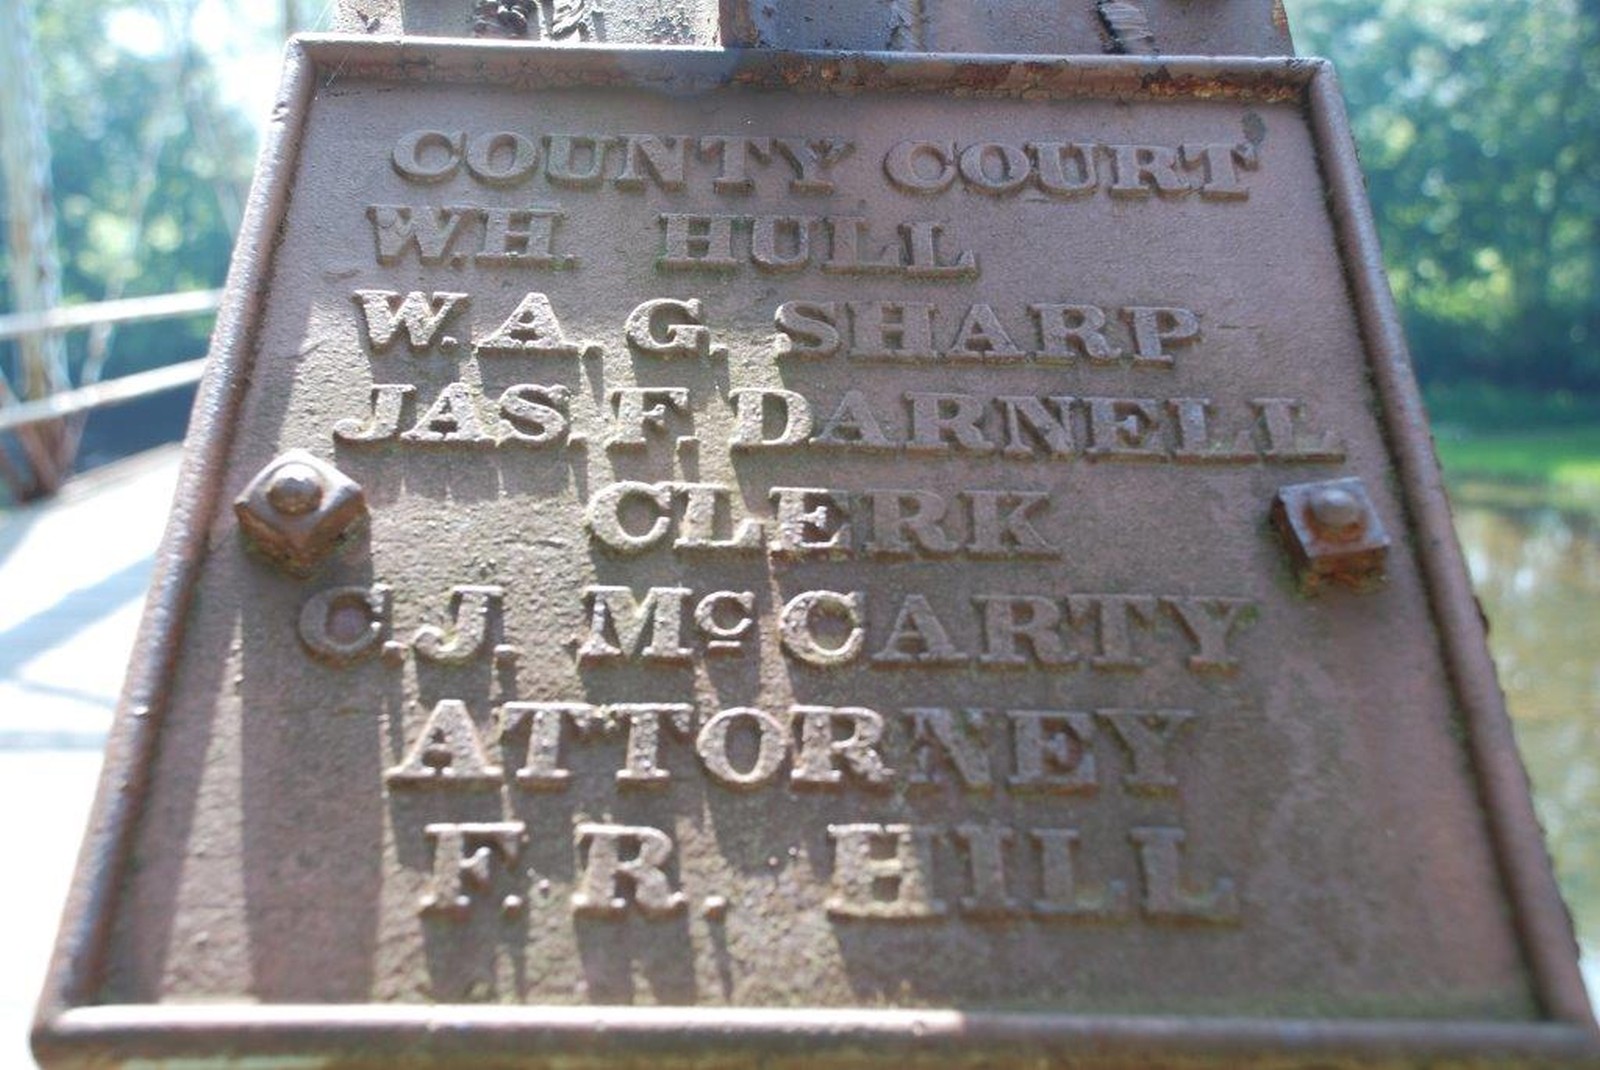 COUNTY COURT
W.H. HULL
W.A.G. SHARP
JAS. F. DARNELL
CLERK
C.J. McCARTY
ATTORNEY
F.R. HILL